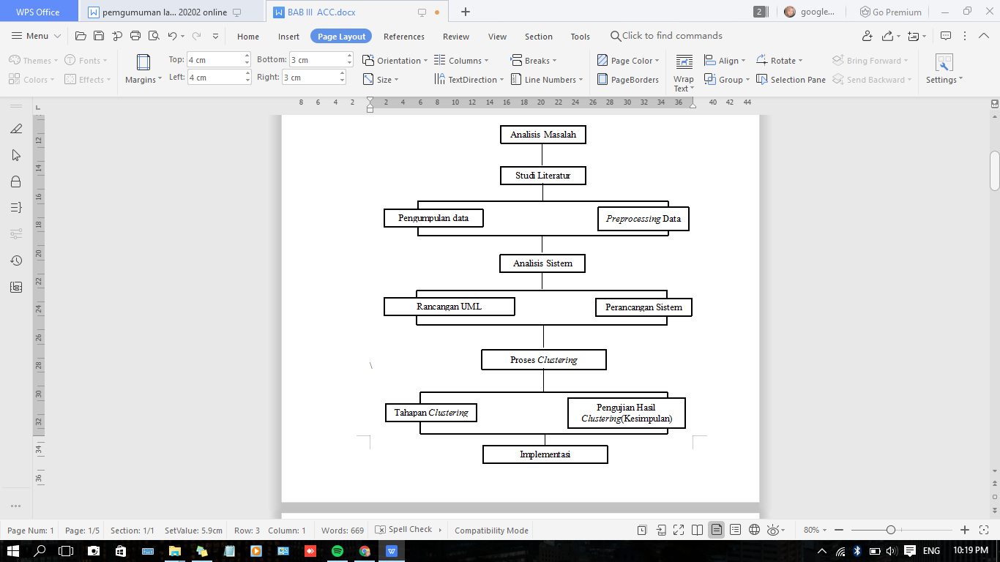 WPS Office
pemgumuman la... 20202 online
BAB III ACC.docx
2
google...
Go Premium
Menu
Home
Insert
Page Layout
References
Review
View
Section
Tools
Click to find commands
Themes
Fonts
Colors
Effects
Margins
Top: 4 cm
Bottom: 3 cm
Left: 4 cm
Right: 3 cm
Orientation
Columns
Breaks
Size
TextDirection
Line Numbers
Page Color
PageBorders
Wrap
Text
Align
Rotate
Group
Selection Pane
Bring Forward
Send Backward
Settings
8 6 4 2 2 4 6 8 10 12 14 16 18 20 22 24 26 28 30 32 34 36 40 42 44
12
14
16
18
20
22
24
26
28
30
32
34
36
Analisis Masalah
Studi Literatur
Pengumpulan data
Preprocessing Data
Analisis Sistem
Rancangan UML
Perancangan Sistem
Proses Clustering
\
Tahapan Clustering
Pengujian Hasil
Clustering(Kesimpulan)
Implementasi
Page Num: 1 Page: 1/5 Section: 1/1 SetValue: 5.9cm Row: 3 Column: 1 Words: 669 Spell Check Compatibility Mode 80%
ENG 10:19 PM